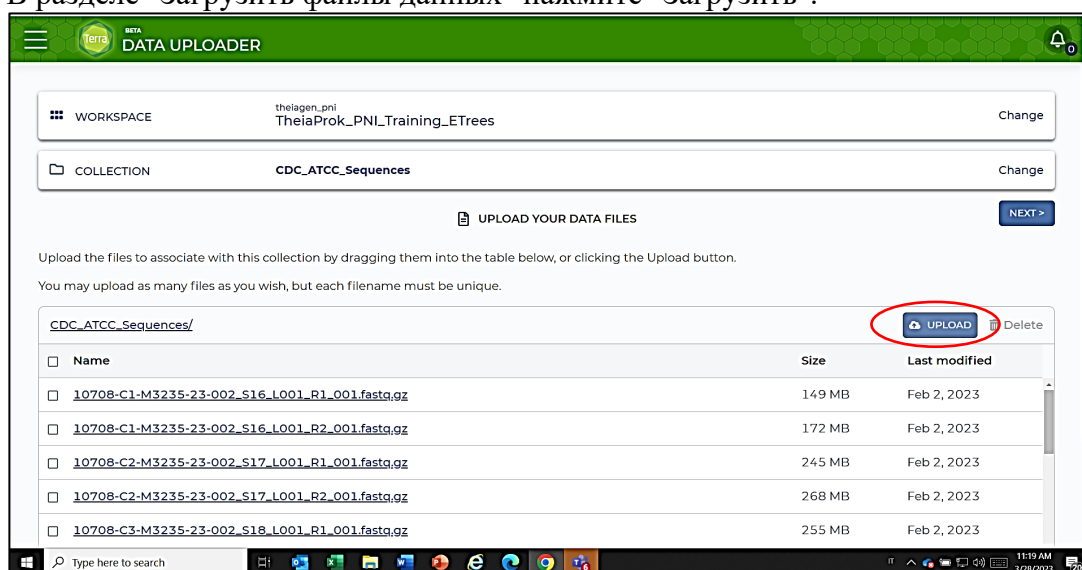 В разделе "Загрузить файлы данных" нажмите "Загрузить".
Terra BETA
DATA UPLOADER
0
WORKSPACE
theiagen_pni
TheiaProk_PNI_Training_ETrees
Change
COLLECTION
CDC_ATCC_Sequences
Change
UPLOAD YOUR DATA FILES
NEXT >
Upload the files to associate with this collection by dragging them into the table below, or clicking the Upload button.
You may upload as many files as you wish, but each filename must be unique.
CDC_ATCC_Sequences/
UPLOAD
Delete
Name Size Last modified
10708-C1-M3235-23-002_S16_L001_R1_001.fastq.gz 149 MB Feb 2, 2023
10708-C1-M3235-23-002_S16_L001_R2_001.fastq.gz 172 MB Feb 2, 2023
10708-C2-M3235-23-002_S17_L001_R1_001.fastq.gz 245 MB Feb 2, 2023
10708-C2-M3235-23-002_S17_L001_R2_001.fastq.gz 268 MB Feb 2, 2023
10708-C3-M3235-23-002_S18_L001_R1_001.fastq.gz 255 MB Feb 2, 2023
Type here to search
11:19 AM
3/28/2023
20